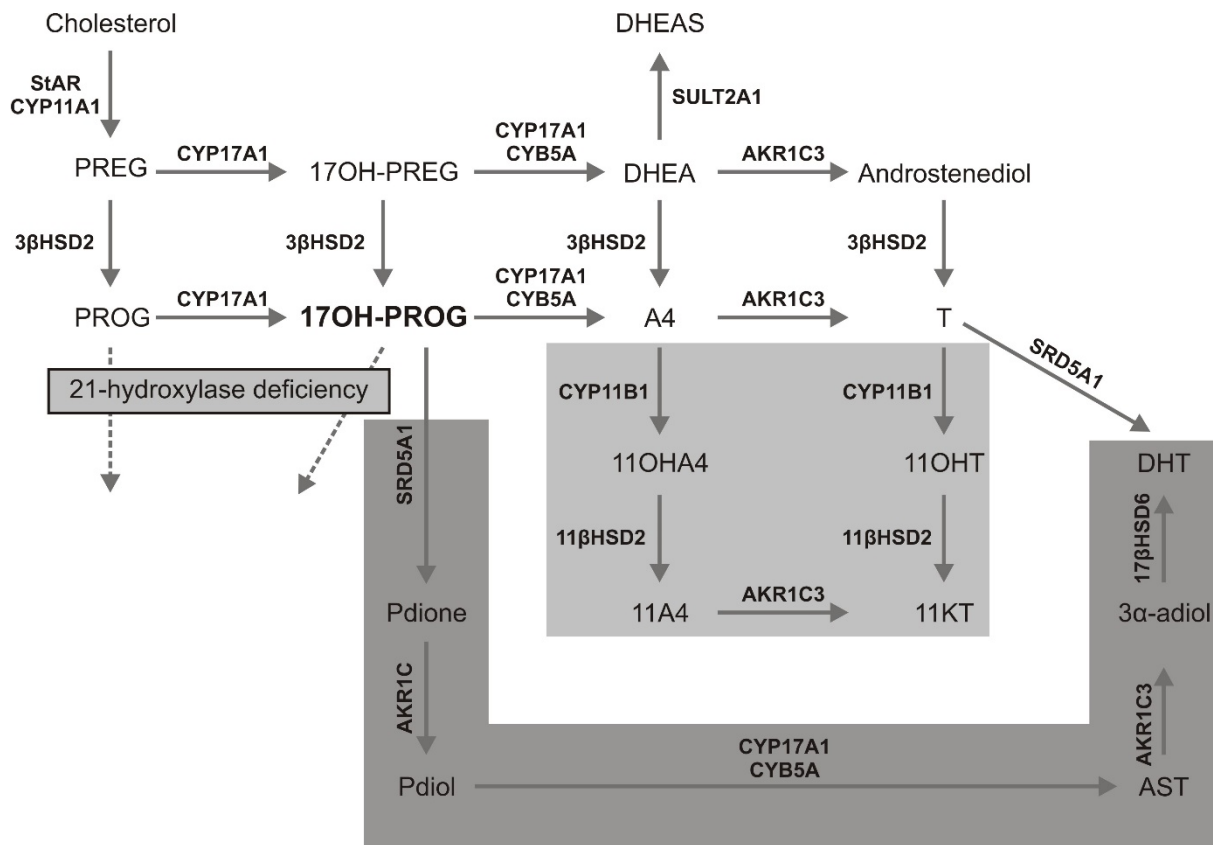 Cholesterol
DHEAS
StAR
CYP11A1
SULT2A1
CYP17A1
CYP17A1
CYB5A
AKR1C3
PREG
17OH-PREG
DHEA
Androstenediol
3βHSD2
3βHSD2
3βHSD2
3βHSD2
CYP17A1
CYP17A1
CYB5A
AKR1C3
PROG
17OH-PROG
A4
T
SRD5A1
21-hydroxylase deficiency
CYP11B1
CYP11B1
SRD5A1
11OHA4
11OHT
DHT
11βHSD2
11βHSD2
17βHSD6
AKR1C3
Pdione
11A4
11KT
3α-adiol
AKR1C
CYP17A1
CYB5A
AKR1C3
Pdiol
AST